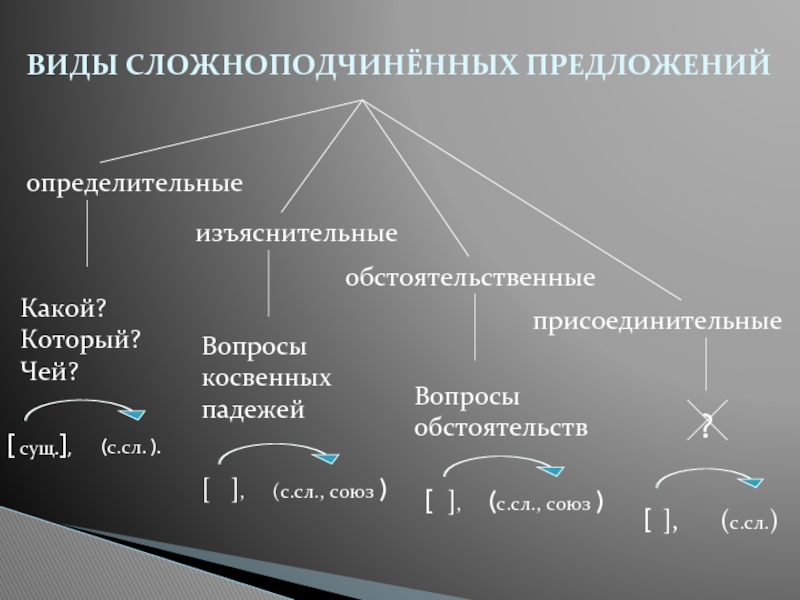 ВИДЫ СЛОЖНОПОДЧИНЁННЫХ ПРЕДЛОЖЕНИЙ
определительные
Какой?
Который?
Чей?
[ сущ.], (с.сл. ).
изъяснительные
Вопросы
косвенных
падежей
[ ], (с.сл., союз )
обстоятельственные
Вопросы
обстоятельств
[ ], (с.сл., союз )
присоединительные
?
[ ], (с.сл.)